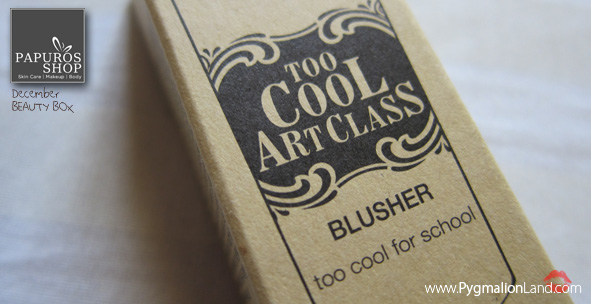 PAPUROS
SHOP
Skin Care | Makeup | Body
December
BEAUTY BOX
TOO
COOL
ART CLASS
BLUSHER
too cool for school
www.PygmalionLand.com